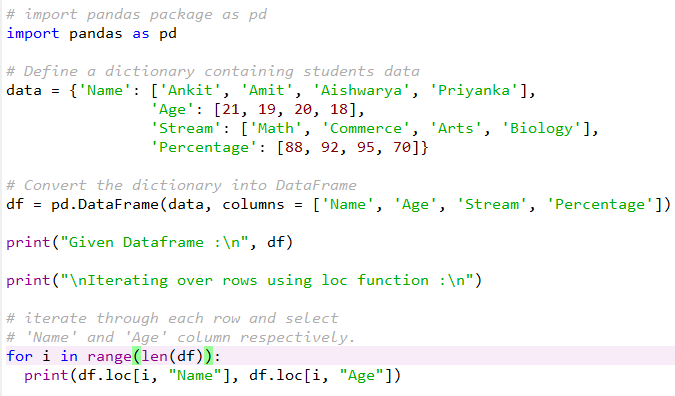 # import pandas package as pd
import pandas as pd

# Define a dictionary containing students data
data = {'Name': ['Ankit', 'Amit', 'Aishwarya', 'Priyanka'],
                'Age': [21, 19, 20, 18],
                'Stream': ['Math', 'Commerce', 'Arts', 'Biology'],
                'Percentage': [88, 92, 95, 70]}

# Convert the dictionary into DataFrame
df = pd.DataFrame(data, columns = ['Name', 'Age', 'Stream', 'Percentage'])

print("Given Dataframe :\n", df)

print("\nIterating over rows using loc function :\n")

# iterate through each row and select
# 'Name' and 'Age' column respectively.
for i in range(len(df)):
  print(df.loc[i, "Name"], df.loc[i, "Age"])